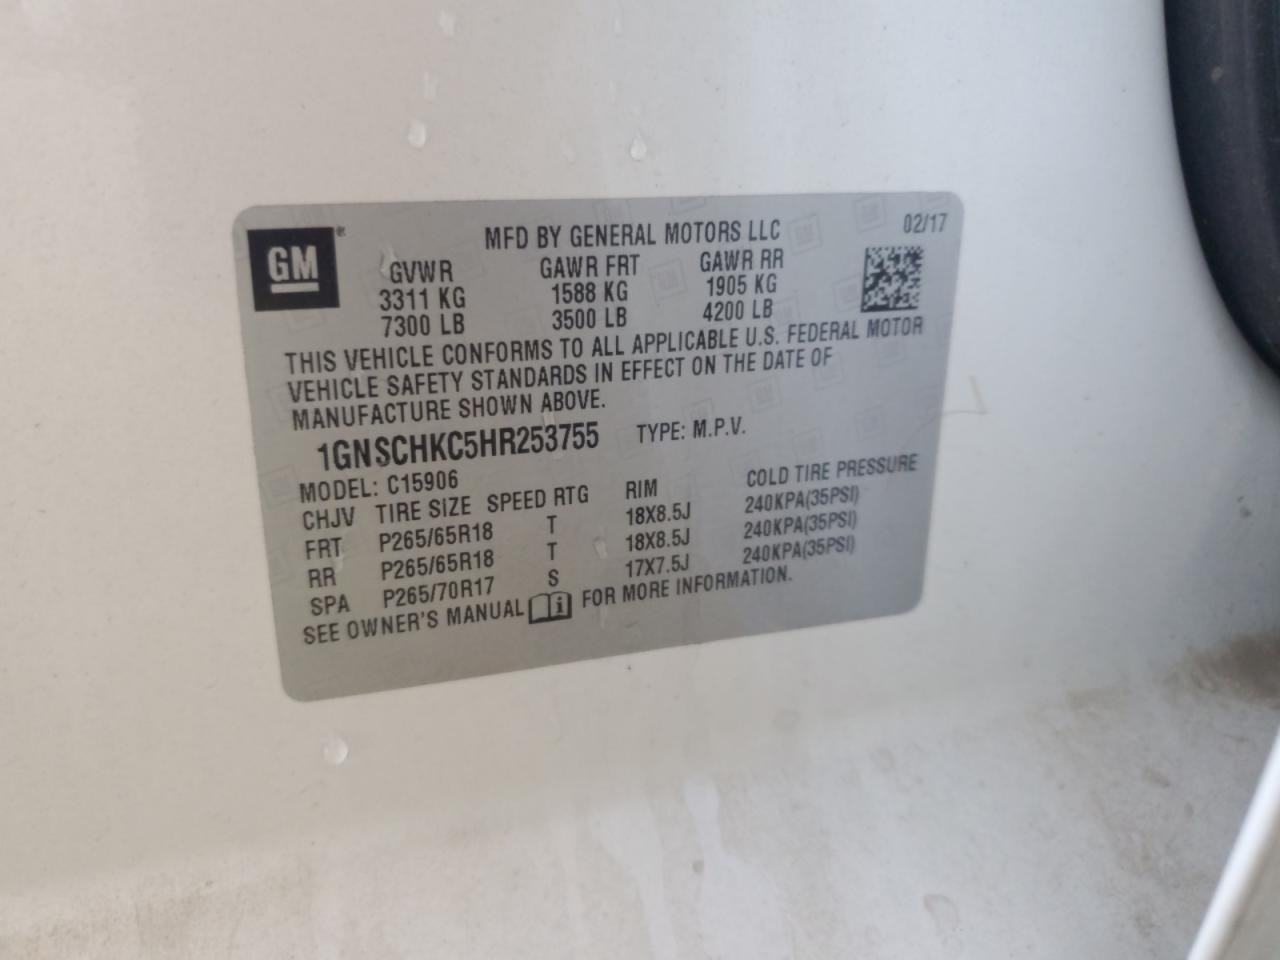 GM®
MFD BY GENERAL MOTORS LLC 02/17
GVWR GAWR FRT GAWR RR
3311 KG 1588 KG 1905 KG
7300 LB 3500 LB 4200 LB
THIS VEHICLE CONFORMS TO ALL APPLICABLE U.S. FEDERAL MOTOR
VEHICLE SAFETY STANDARDS IN EFFECT ON THE DATE OF
MANUFACTURE SHOWN ABOVE.
1GNSCHKC5HR253755 TYPE: M.P.V.
MODEL: C15906
CHJV TIRE SIZE SPEED RTG RIM COLD TIRE PRESSURE
FRT P265/65R18 T 18X8.5J 240KPA(35PSI)
RR P265/65R18 T 18X8.5J 240KPA(35PSI)
SPA P265/70R17 S 17X7.5J 240KPA(35PSI)
SEE OWNER'S MANUAL i FOR MORE INFORMATION.